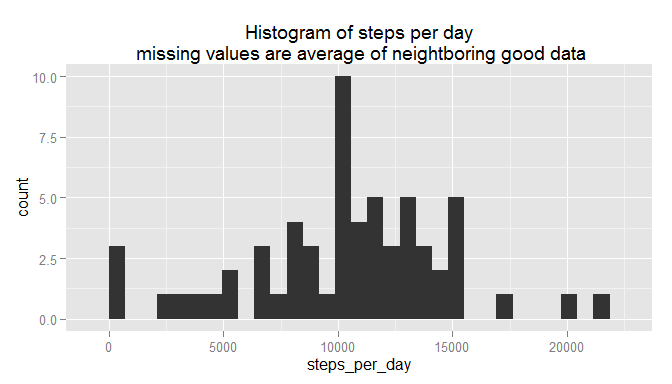 Histogram of steps per day
missing values are average of neighboring good data
10.0
7.5
5.0
2.5
0.0
count
0 5000 10000 15000 20000
steps_per_day